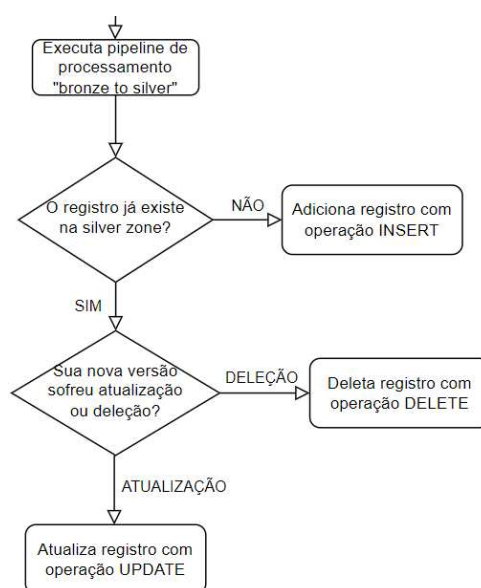 Executa pipeline de
processamento
"bronze to silver"
O registro já existe
na silver zone?
NÃO
Adiciona registro com
operação INSERT
SIM
Sua nova versão
sofreu atualização
ou deleção?
DELEÇÃO
Deleta registro com
operação DELETE
ATUALIZAÇÃO
Atualiza registro com
operação UPDATE